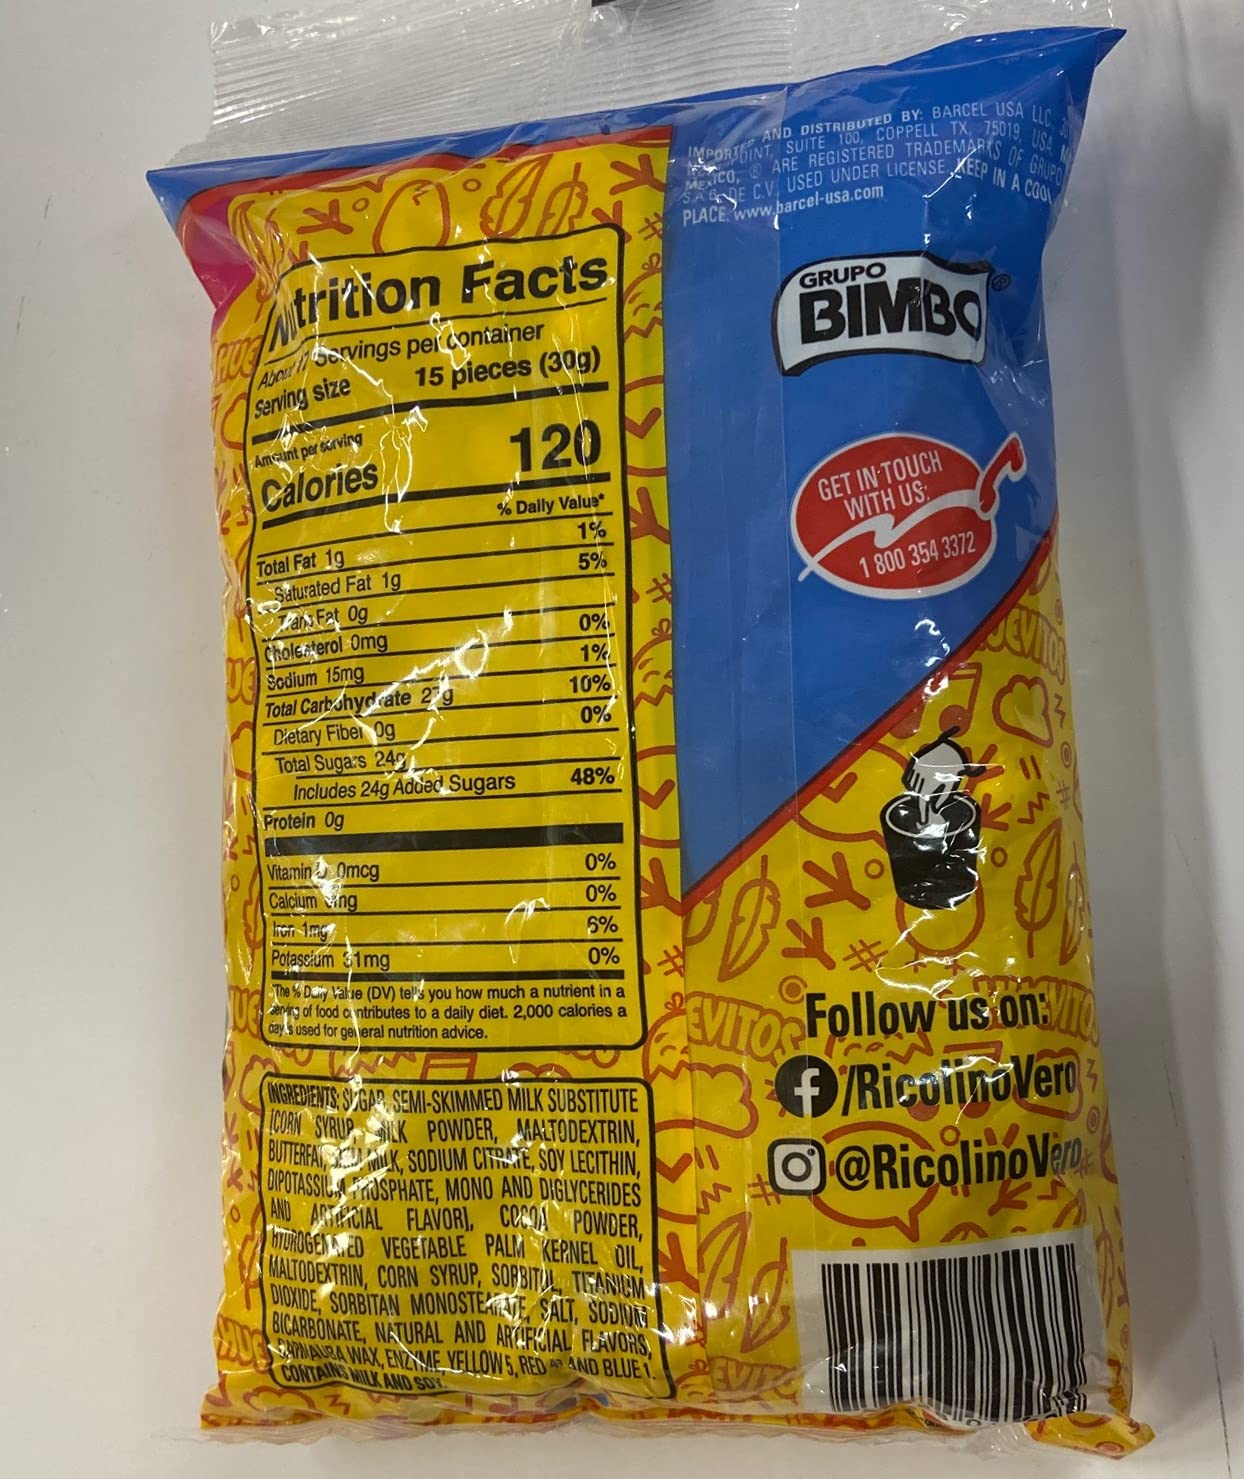 AND DISTRIBUTED BY: BARCEL USA LLC.
SUITE 100, COPPELL TX, 75019, USA
MEXICO, ® ARE REGISTERED TRADEMARKS OF GRUPO
S.A.B. DE C.V. USED UNDER LICENSE. KEEP IN A COOL
PLACE. www.barcel-usa.com
GRUPO
BIMBO®
GET IN TOUCH
WITH US:
1 800 354 3372
Nutrition Facts
About Servings per container
Serving size 15 pieces (30g)
Amount per serving
Calories 120
% Daily Value*
Total Fat 1g 1%
Saturated Fat 1g 5%
Trans Fat 0g
Cholesterol 0mg 0%
Sodium 15mg 1%
Total Carbohydrate 10%
Dietary Fiber 0g 0%
Total Sugars 24g
Includes 24g Added Sugars 48%
Protein 0g
Vitamin D 0mcg 0%
Calcium 0%
Iron 1mg 6%
Potassium 31mg 0%
*The % Daily Value (DV) tells you how much a nutrient in a
serving of food contributes to a daily diet. 2,000 calories a
day is used for general nutrition advice.
INGREDIENTS: SUGAR, SEMI-SKIMMED MILK SUBSTITUTE
[CORN SYRUP, MILK POWDER, MALTODEXTRIN,
BUTTERFAT, SKIM MILK, SODIUM CITRATE, SOY LECITHIN,
DIPOTASSIUM PHOSPHATE, MONO AND DIGLYCERIDES
AND ARTIFICIAL FLAVOR], COCOA POWDER,
HYDROGENATED VEGETABLE PALM KERNEL OIL,
MALTODEXTRIN, CORN SYRUP, SORBITOL, TITANIUM
DIOXIDE, SORBITAN MONOSTEARATE, SALT, SODIUM
BICARBONATE, NATURAL AND ARTIFICIAL FLAVORS,
CARNAUBA WAX, ENZYME, YELLOW 5, RED 40 AND BLUE 1.
CONTAINS MILK AND SOY.
Follow us on:
/RicolinoVero
@RicolinoVero